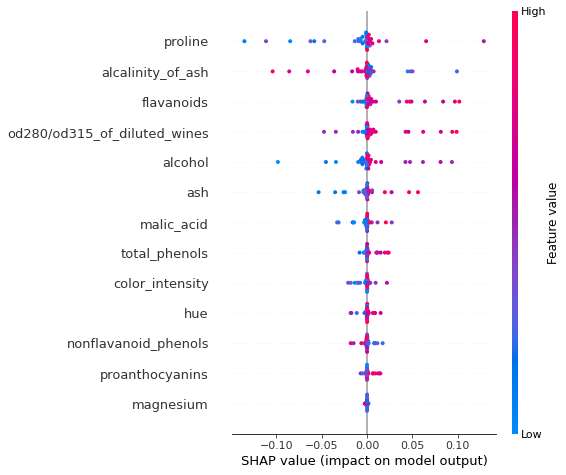 High
proline
alcalinity_of_ash
flavanoids
od280/od315_of_diluted_wines
alcohol
ash
malic_acid
total_phenols
color_intensity
hue
nonflavanoid_phenols
proanthocyanins
magnesium
Feature value
Low
−0.10 −0.05 0.00 0.05 0.10
SHAP value (impact on model output)